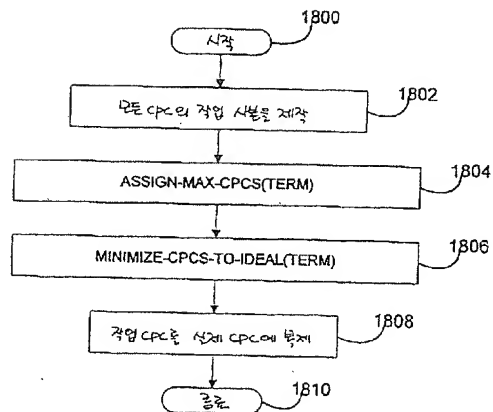 시작
1800
모든 CPC의 작업 사본을 제작
1802
ASSIGN-MAX-CPCS(TERM)
1804
MINIMIZE-CPCS-TO-IDEAL(TERM)
1806
작업 CPC를 실제 CPC에 복제
1808
종료
1810